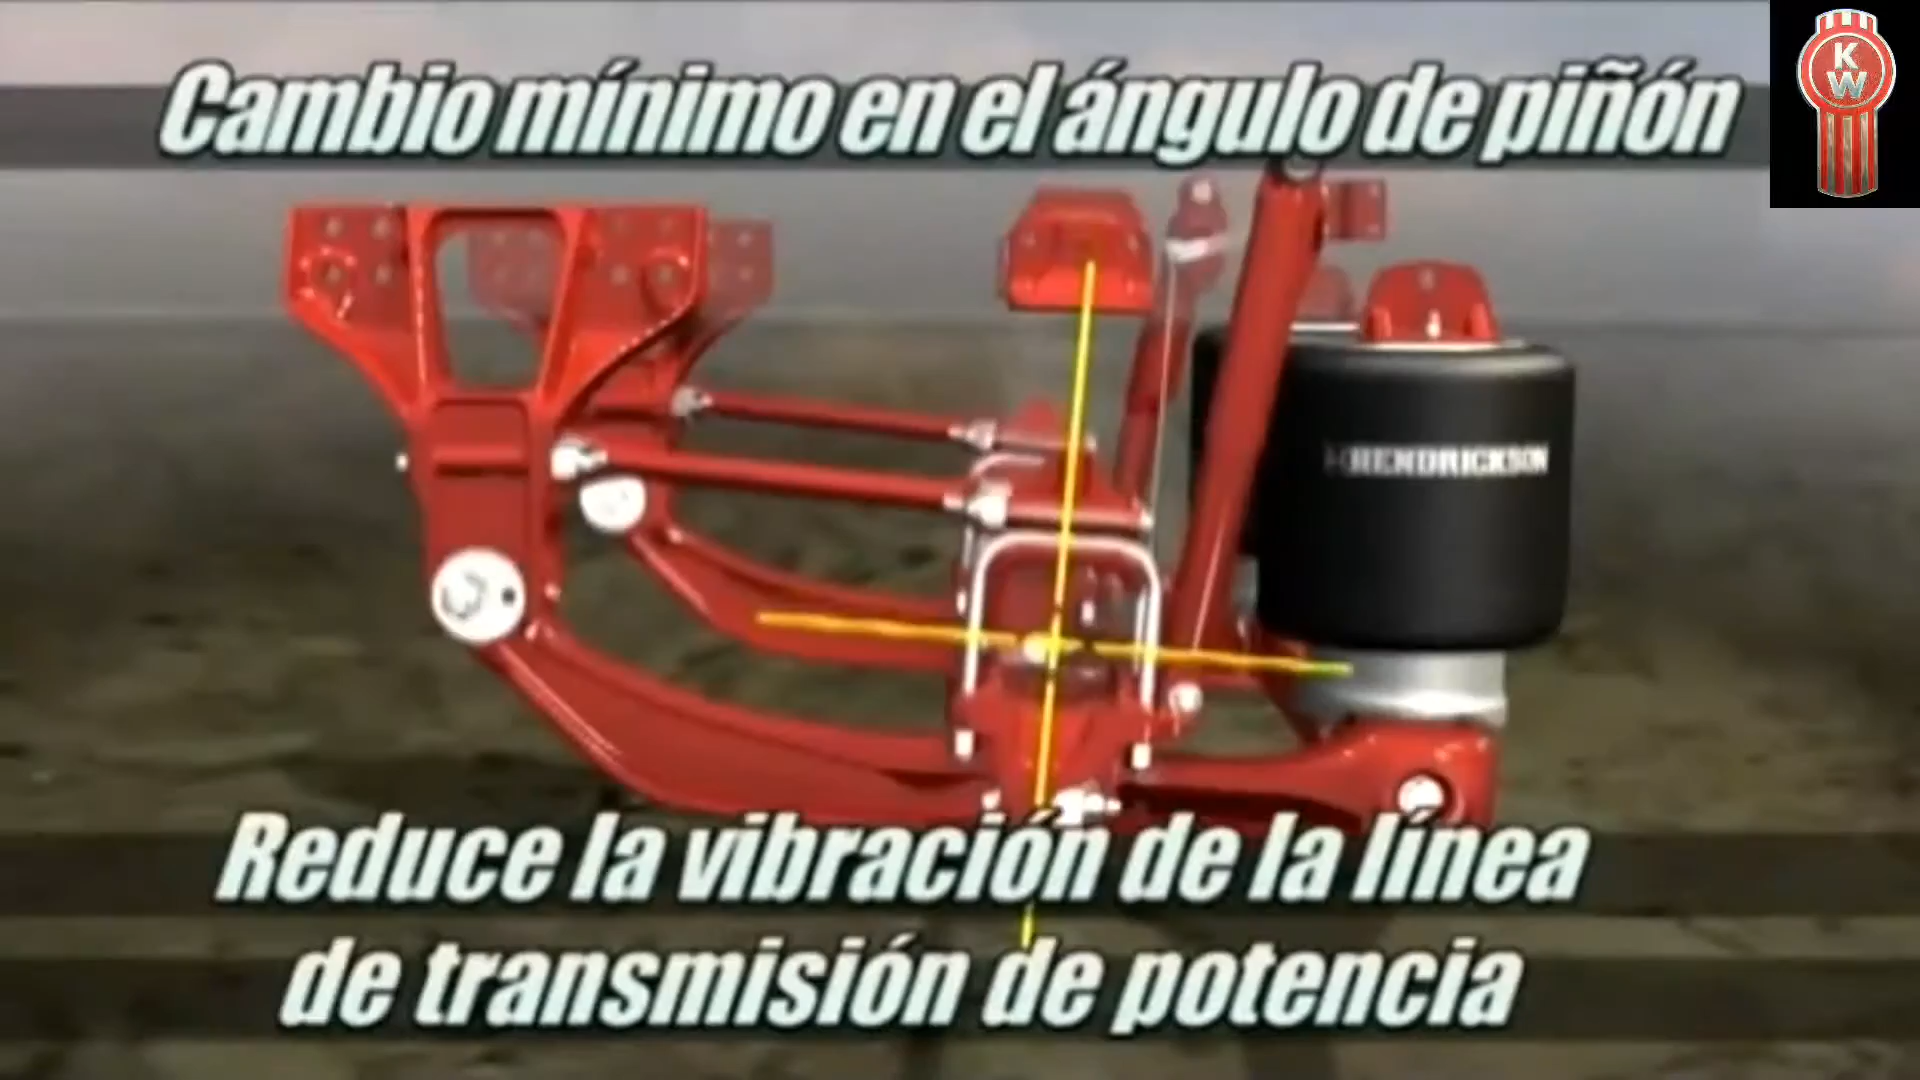 Cambio mínimo en el ángulo de piñón
KW
HENDRICKSON
Reduce la vibración de la línea
de transmisión de potencia